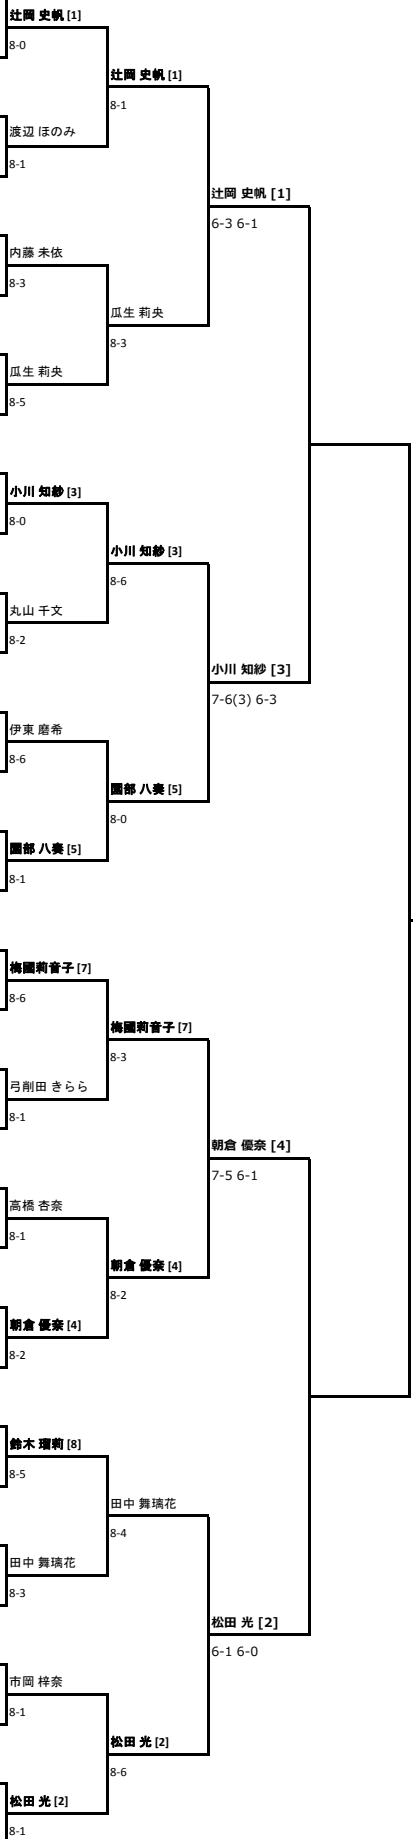 辻岡 史帆 [1]
8-0
辻岡 史帆 [1]
8-1
渡辺 ほのみ
8-1
辻岡 史帆 [1]
6-3 6-1
内藤 未依
8-3
瓜生 莉央
8-3
瓜生 莉央
8-5
小川 知紗 [3]
8-0
小川 知紗 [3]
8-6
丸山 千文
8-2
小川 知紗 [3]
7-6(3) 6-3
伊東 磨希
8-6
園部 八奏 [5]
8-0
園部 八奏 [5]
8-1
梅國莉音子 [7]
8-6
梅國莉音子 [7]
8-3
弓削田 きらら
8-1
朝倉 優奈 [4]
7-5 6-1
高橋 杏奈
8-1
朝倉 優奈 [4]
8-2
朝倉 優奈 [4]
8-2
鈴木 瑠莉 [8]
8-5
田中 舞璃花
8-4
田中 舞璃花
8-3
松田 光 [2]
6-1 6-0
市岡 梓奈
8-1
松田 光 [2]
8-6
松田 光 [2]
8-1